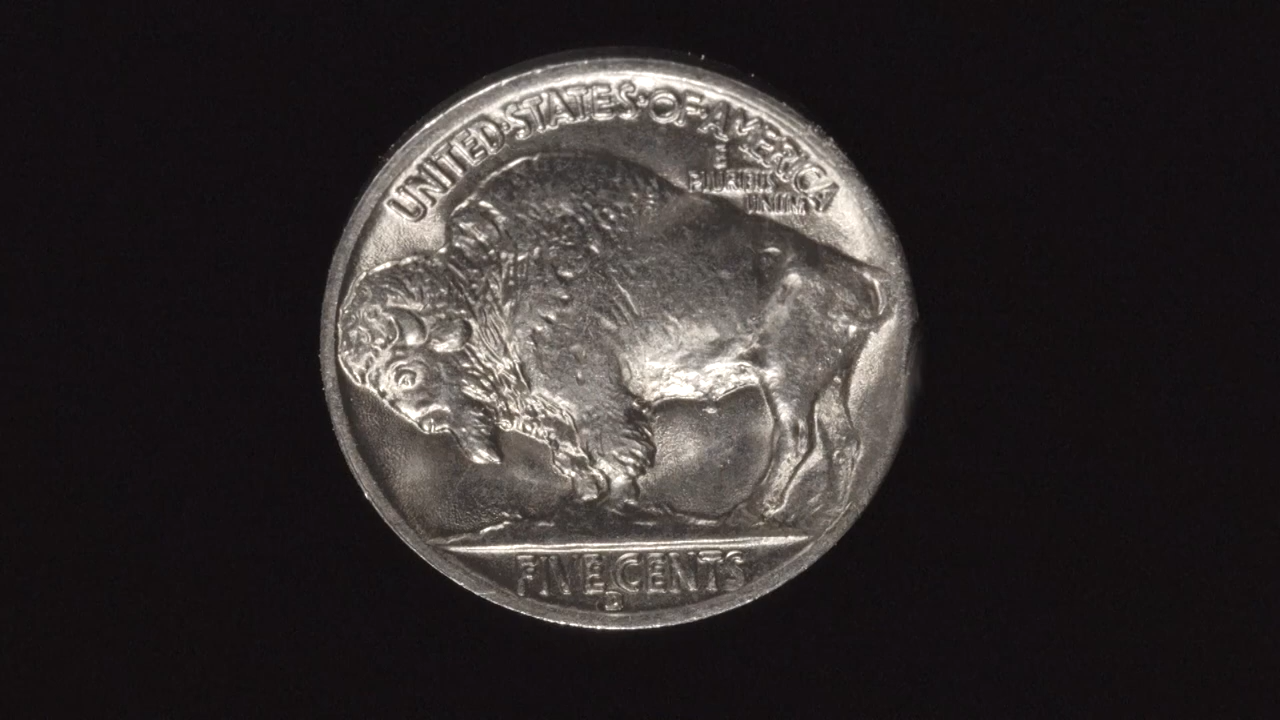 UNITED·STATES·OF·AMERICA
E
PLURIBUS
UNUM
FIVE CENTS
D